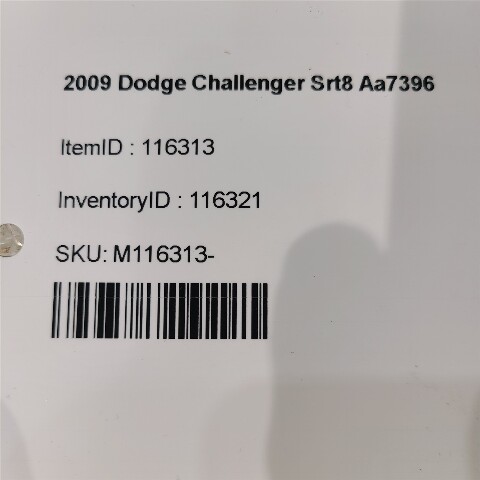 2009 Dodge Challenger Srt8 Aa7396
ItemID : 116313
InventoryID : 116321
SKU: M116313-